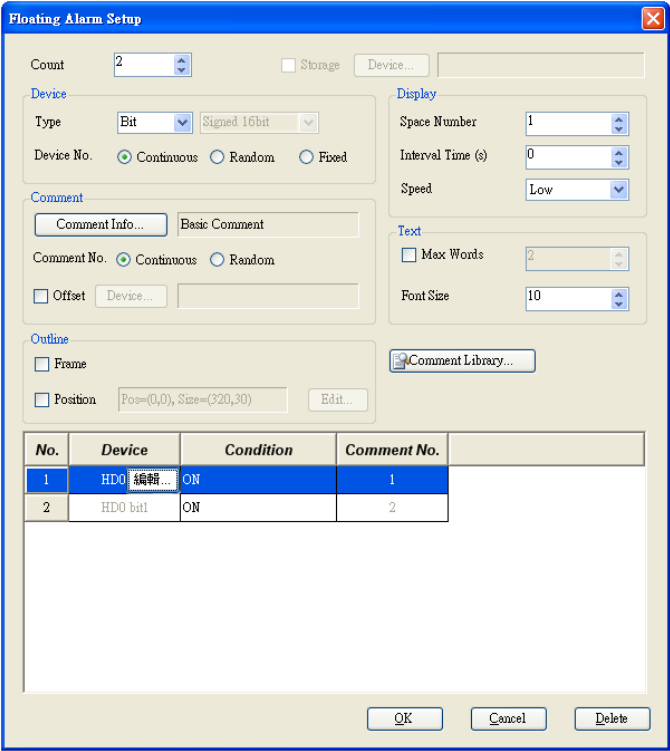 Floating Alarm Setup
Count 2 Storage Device...
Device
Type Bit Signed 16bit
Device No. Continuous Random Fixed
Display
Space Number 1
Interval Time (s) 0
Speed Low
Comment
Comment Info... Basic Comment
Comment No. Continuous Random
Offset Device...
Text
Max Words 2
Font Size 10
Outline
Frame
Position Pos=(0,0), Size=(320,30) Edit...
Comment Library...
No. Device Condition Comment No.
1 HD0 編輯... ON 1
2 HD0 bit1 ON 2
OK Cancel Delete